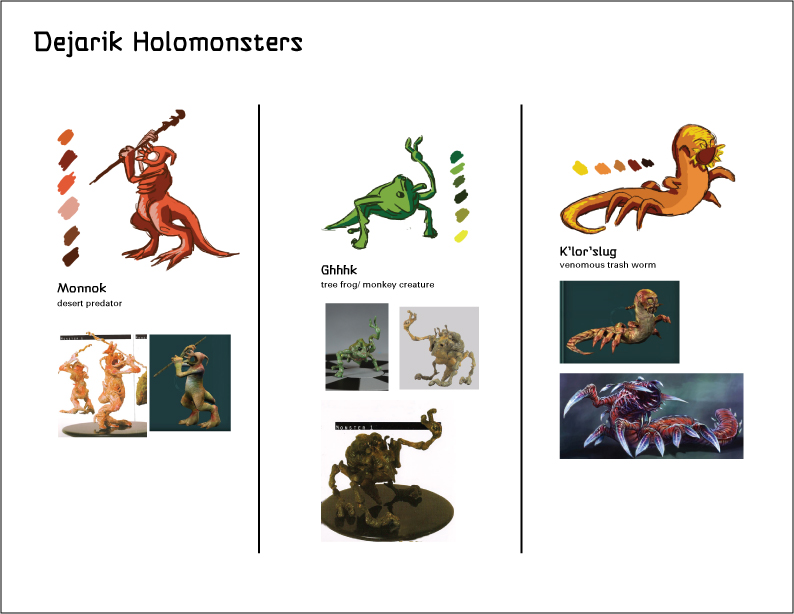 Dejarik Holomonsters
Monnok
desert predator
Ghhhk
tree frog/ monkey creature
MONSTER 1
K'lor'slug
venomous trash worm